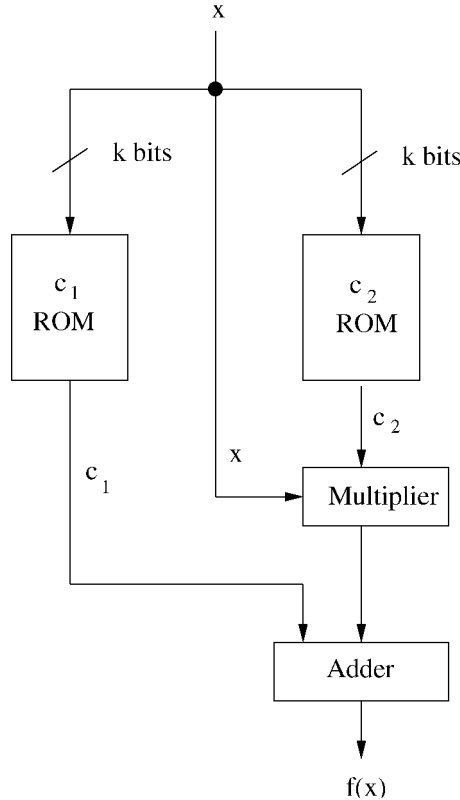 x
k bits
k bits
c 1
ROM
c 2
ROM
c 2
x
c 1
Multiplier
Adder
f(x)